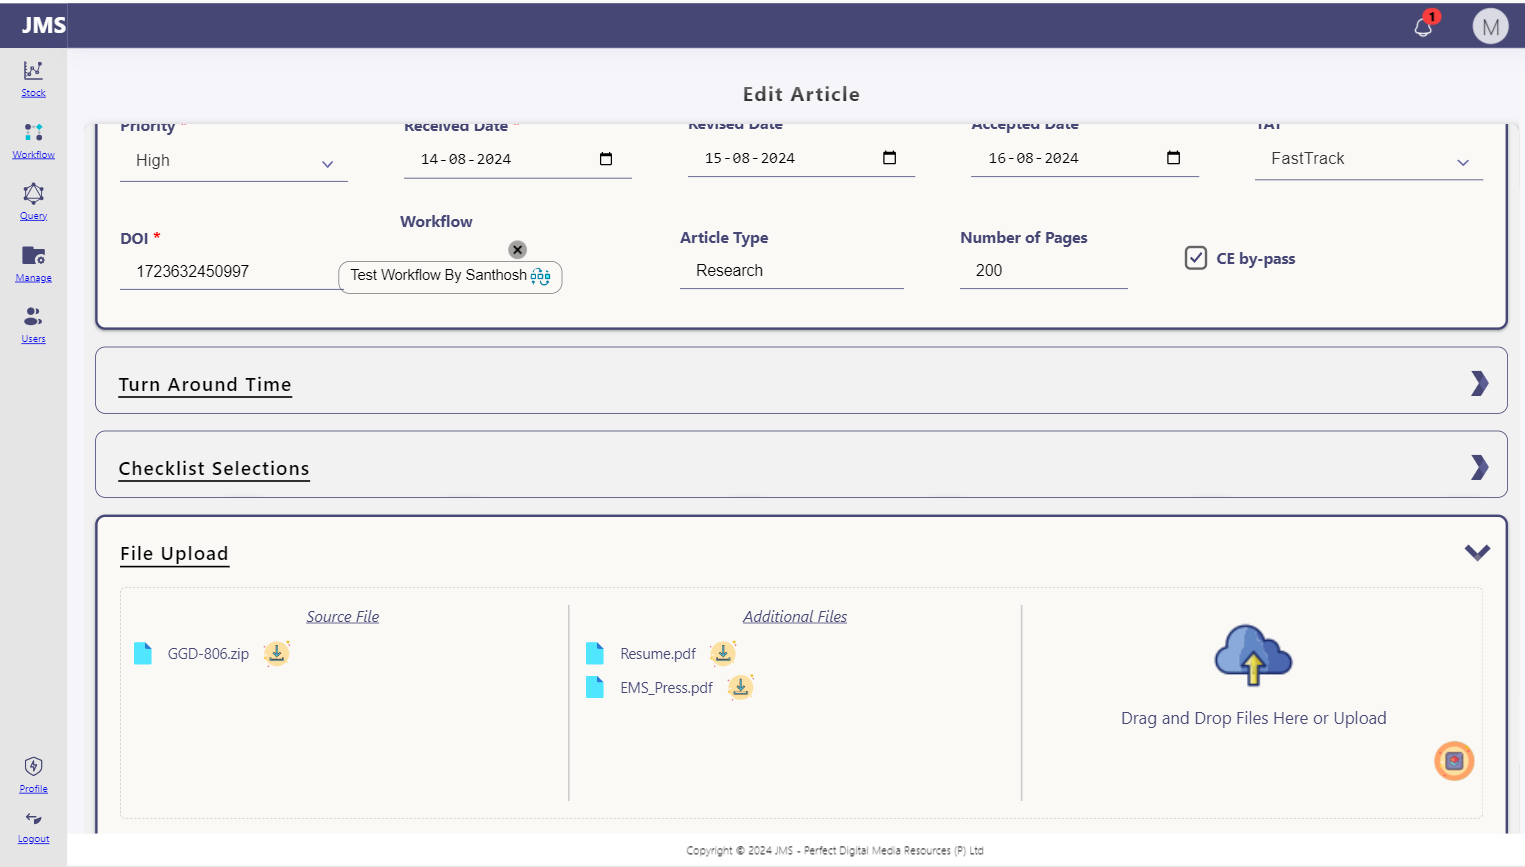 JMS
1
M
Stock
Workflow
Query
Manage
Users
Profile
Logout
Edit Article
Priority * Received Date * Revised Date Accepted Date TAT
High 14-08-2024 15-08-2024 16-08-2024 FastTrack
DOI * Workflow Article Type Number of Pages
1723632450997 Test Workflow By Santhosh Research 200 CE by-pass
Turn Around Time
Checklist Selections
File Upload
Source File
GGD-806.zip
Additional Files
Resume.pdf
EMS_Press.pdf
Drag and Drop Files Here or Upload
Copyright © 2024 JMS - Perfect Digital Media Resources (P) Ltd